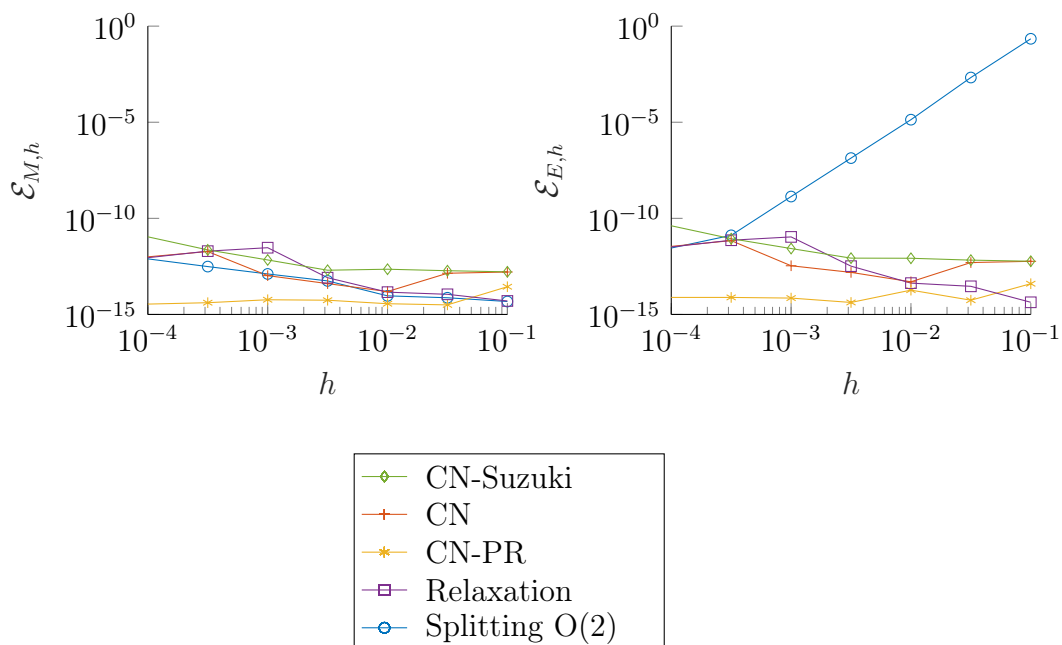 10^0
10^−5
10^−10
10^−15
ℰ_{M,h}
10^−4
10^−3
10^−2
10^−1
h
10^0
10^−5
10^−10
10^−15
ℰ_{E,h}
10^−4
10^−3
10^−2
10^−1
h
CN-Suzuki
CN
CN-PR
Relaxation
Splitting O(2)